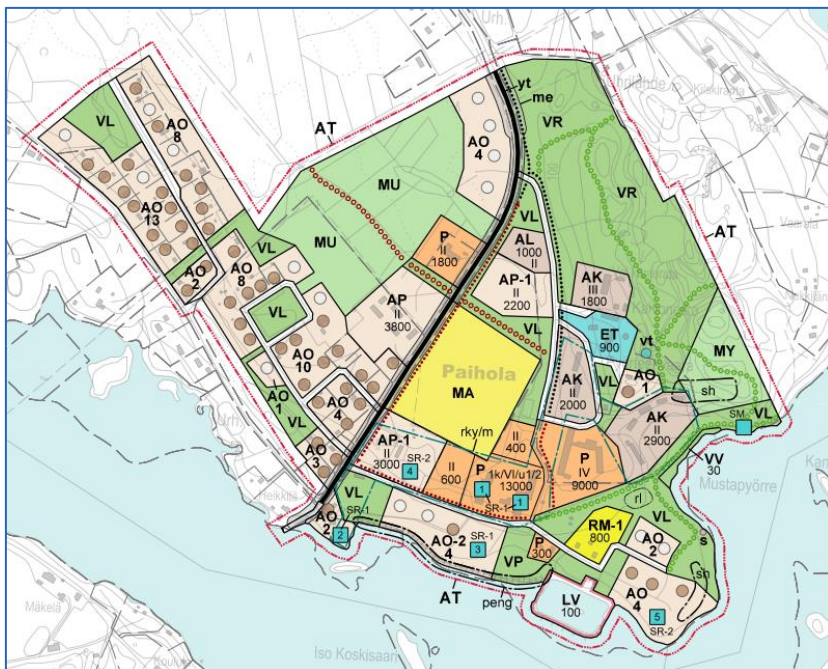 Urh.
yt
me
VL
AO
8
AT
AO
4
VR
VR
MU
AO
13
VL
MU
P
II
1800
VL
AL
1000
II
AT
AO
2
AO
8
AP-1
II
2200
AK
III
1800
VL
AP
II
3800
VL
ET
900
vt
MY
Paihola
MA
AO
10
AK
II
2000
VL
AO
1
sh
AO
1
VL
AO
4
AK
II
2900
SM
VL
Urh.
rky/m
II
400
P
IV
9000
VV
30
AO
3
AP-1
II
3000
SR-2
4
II
600
P
1k/VI/u1/2
13000
1
SR-1
1
Mustapyörre
Heikkilä
VL
rl
VL
AO
2
SR-1
2
AO-2
4
SR-1
3
RM-1
800
AO
2
s
P
300
VP
sh
AT
peng
LV
100
AO
4
5
SR-2
Mäkelä
Iso Koskisaari